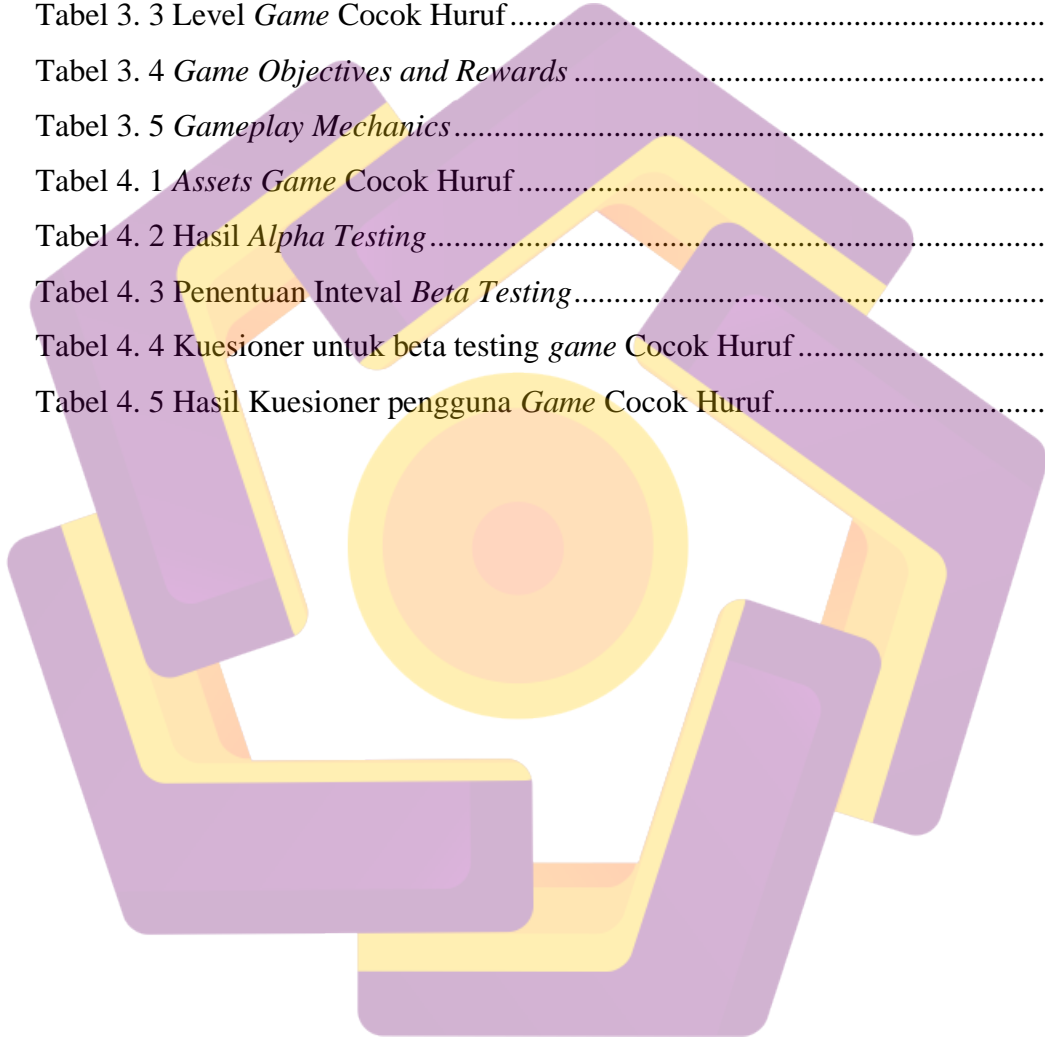 Tabel 3. 3 Level Game Cocok Huruf..............................................................
Tabel 3. 4 Game Objectives and Rewards......................................................
Tabel 3. 5 Gameplay Mechanics.....................................................................
Tabel 4. 1 Assets Game Cocok Huruf.............................................................
Tabel 4. 2 Hasil Alpha Testing........................................................................
Tabel 4. 3 Penentuan Inteval Beta Testing......................................................
Tabel 4. 4 Kuesioner untuk beta testing game Cocok Huruf............................
Tabel 4. 5 Hasil Kuesioner pengguna Game Cocok Huruf...............................